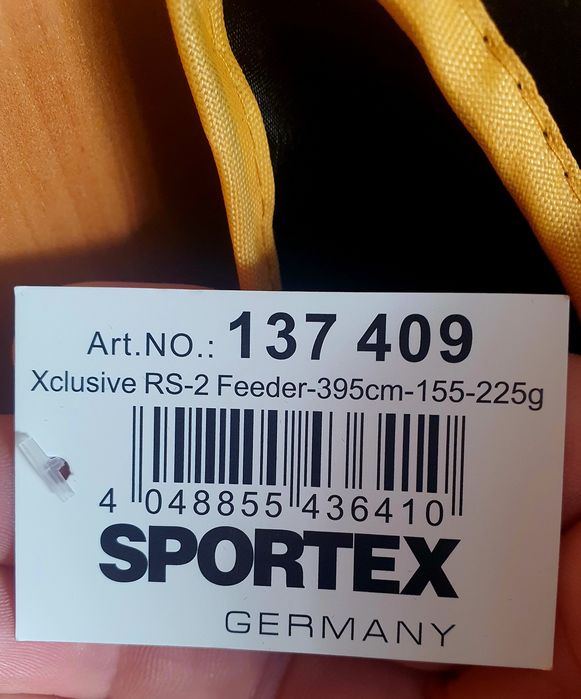 Art.NO.: 137 409
Xclusive RS-2 Feeder-395cm-155-225g
4 048855 436410
SPORTEX
GERMANY